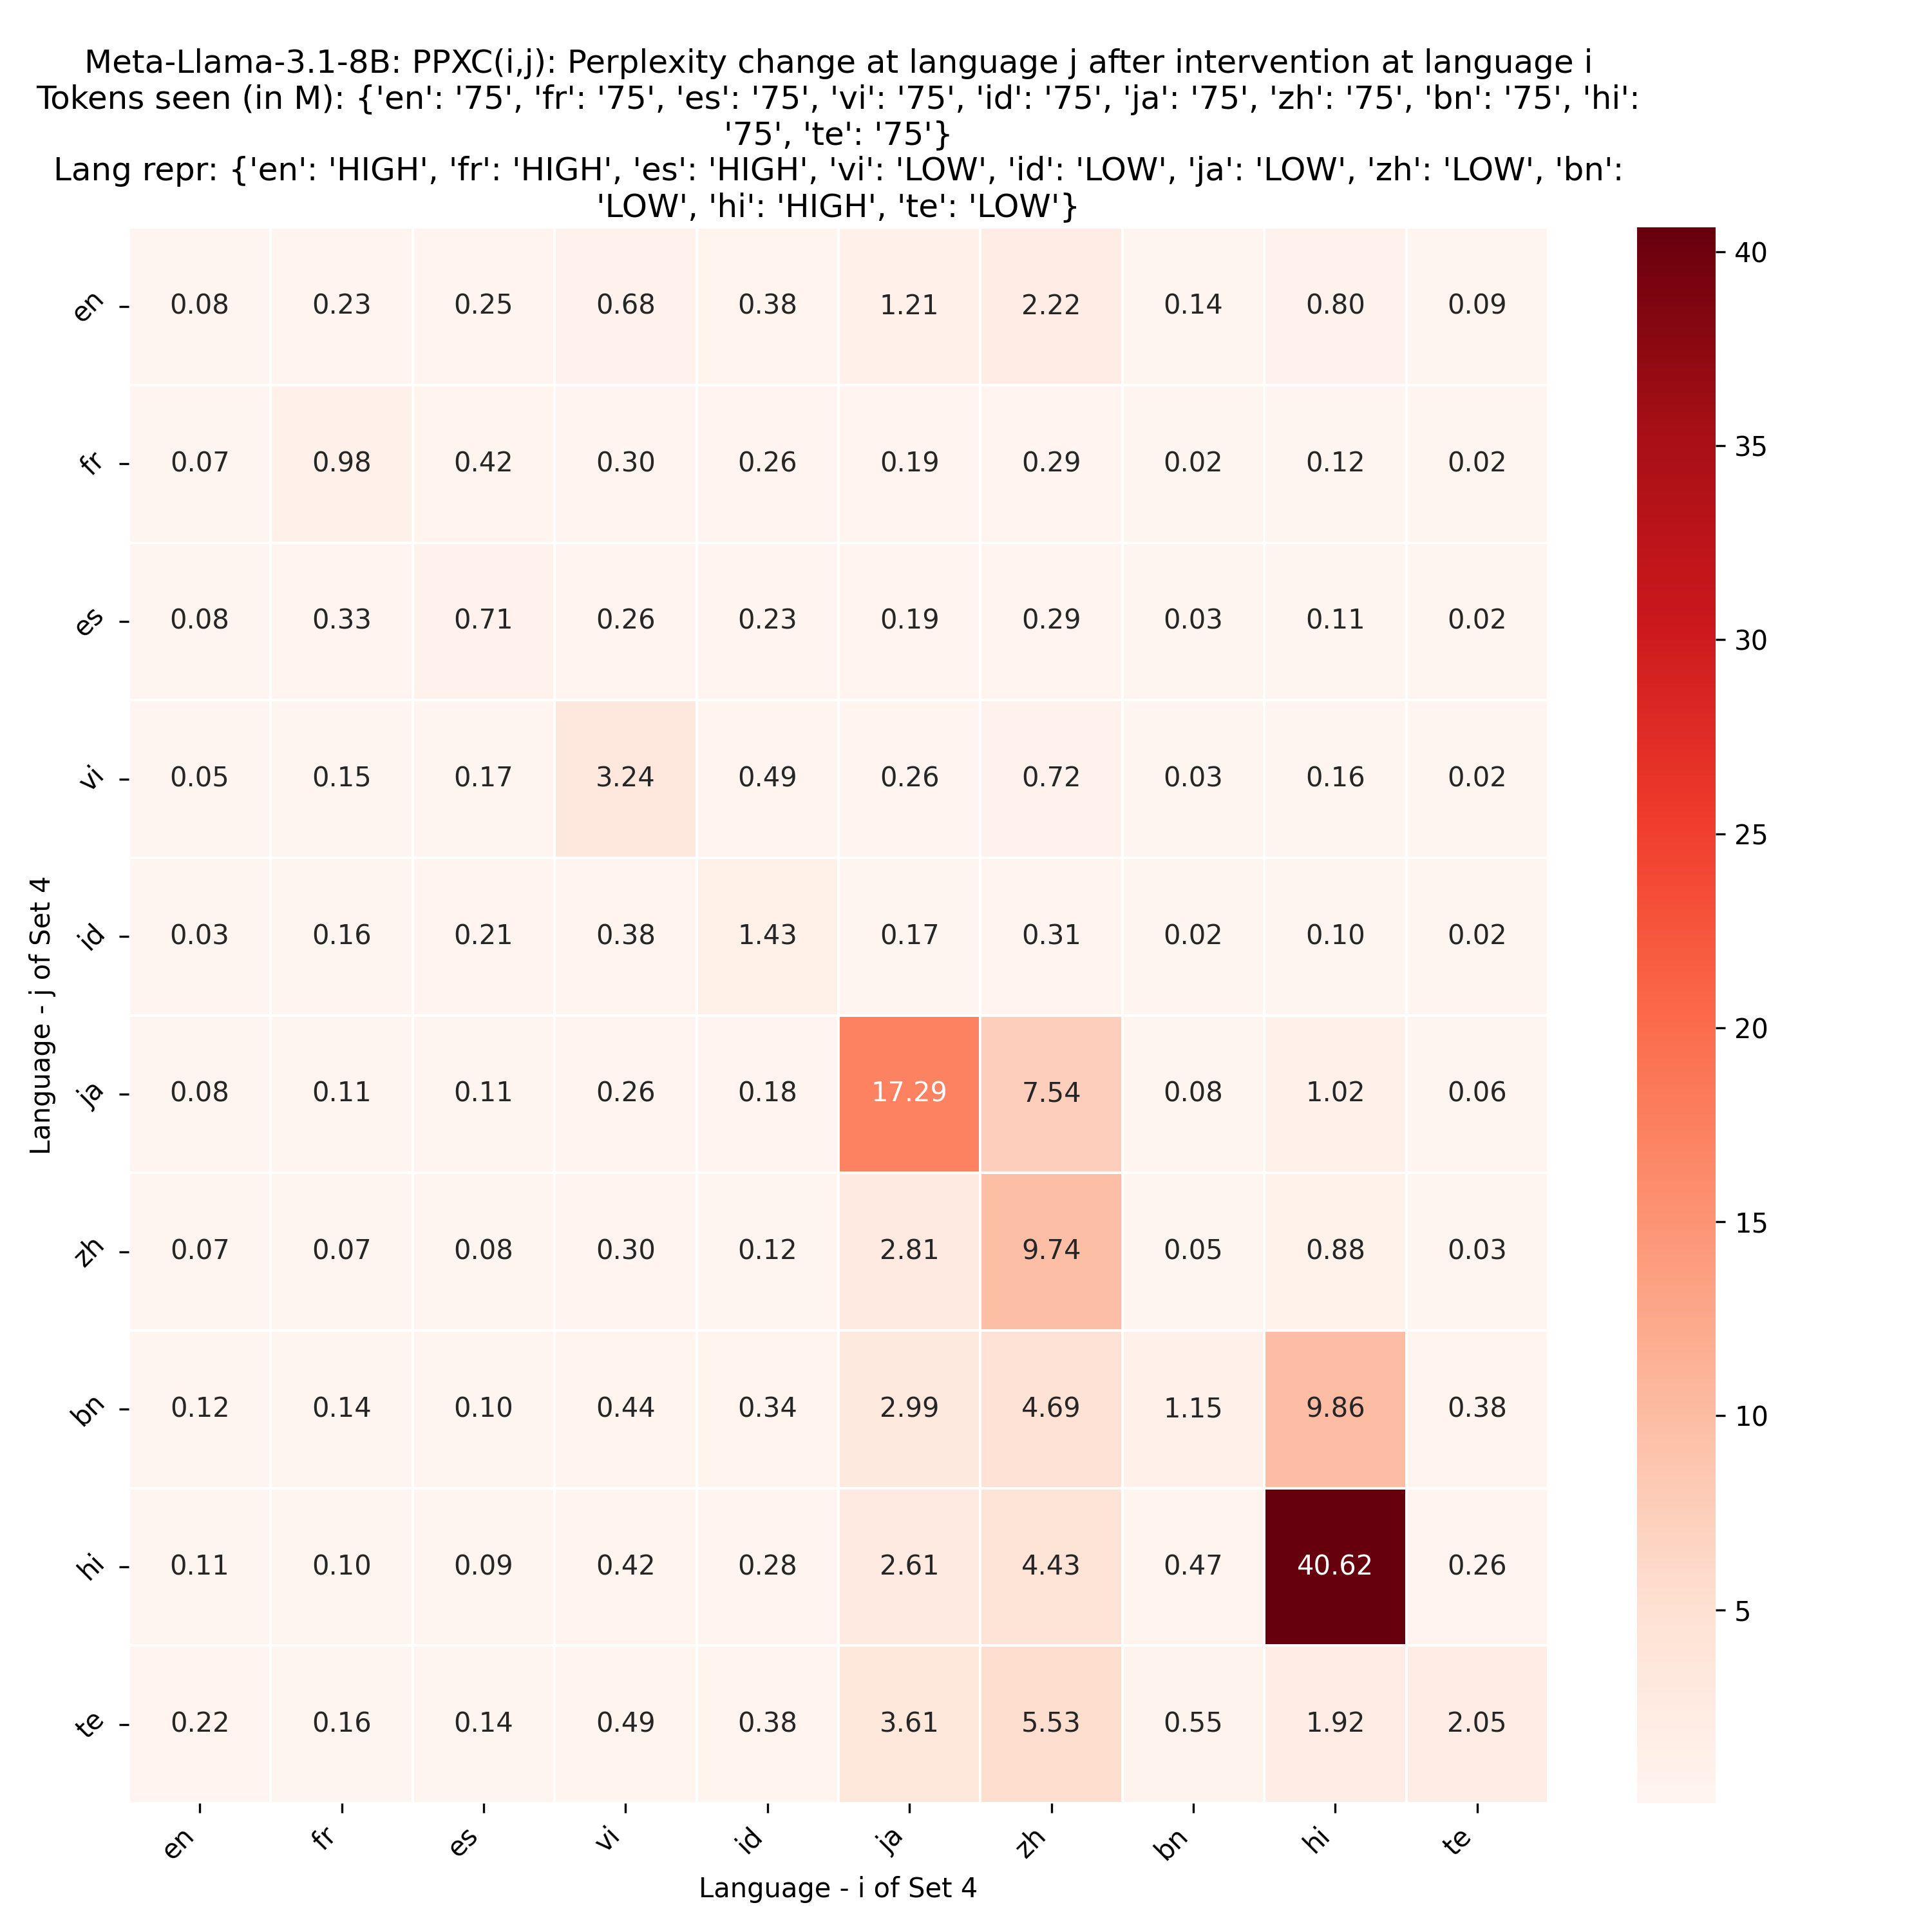 Meta-Llama-3.1-8B: PPXC(i,j): Perplexity change at language j after intervention at language i
Tokens seen (in M): {'en': '75', 'fr': '75', 'es': '75', 'vi': '75', 'id': '75', 'ja': '75', 'zh': '75', 'bn': '75', 'hi':
'75', 'te': '75'}
Lang repr: {'en': 'HIGH', 'fr': 'HIGH', 'es': 'HIGH', 'vi': 'LOW', 'id': 'LOW', 'ja': 'LOW', 'zh': 'LOW', 'bn':
'LOW', 'hi': 'HIGH', 'te': 'LOW'}
en 0.08 0.23 0.25 0.68 0.38 1.21 2.22 0.14 0.80 0.09
fr 0.07 0.98 0.42 0.30 0.26 0.19 0.29 0.02 0.12 0.02
es 0.08 0.33 0.71 0.26 0.23 0.19 0.29 0.03 0.11 0.02
vi 0.05 0.15 0.17 3.24 0.49 0.26 0.72 0.03 0.16 0.02
id 0.03 0.16 0.21 0.38 1.43 0.17 0.31 0.02 0.10 0.02
ja 0.08 0.11 0.11 0.26 0.18 17.29 7.54 0.08 1.02 0.06
zh 0.07 0.07 0.08 0.30 0.12 2.81 9.74 0.05 0.88 0.03
bn 0.12 0.14 0.10 0.44 0.34 2.99 4.69 1.15 9.86 0.38
hi 0.11 0.10 0.09 0.42 0.28 2.61 4.43 0.47 40.62 0.26
te 0.22 0.16 0.14 0.49 0.38 3.61 5.53 0.55 1.92 2.05
en fr es vi id ja zh bn hi te
Language - i of Set 4
Language - j of Set 4
40
35
30
25
20
15
10
5